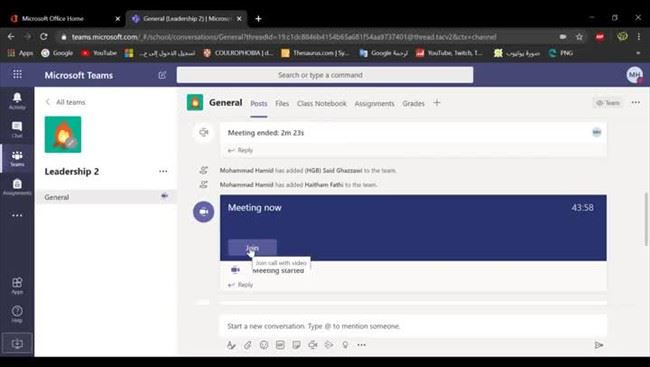 Microsoft Office Home
General (Leadership 2) | Microso
teams.microsoft.com/_#/school/conversations/General?threadId=19:c1dc8846b4154b65a681f54aa9737401@thread.tacv2&ctx=channel
Apps
Google
YouTube
تسجيل الدخول إلى ح...
COULROPHOBIA | d...
Thesaurus.com | Sy...
ترجمة Google
YouTube, Twitch, T...
صورة يوتيوب
PNG
Microsoft Teams
Search or type a command
MH
Activity
Chat
Teams
Assignments
Apps
Help
All teams
Leadership 2
General
General
Posts
Files
Class Notebook
Assignments
Grades
Team
Meeting ended: 2m 23s
Reply
Mohammad Hamid has added (HGB) Said Ghazzawi to the team.
Mohammad Hamid has added Haitham Fathi to the team.
Meeting now
43:58
Join
Join call with video
Meeting started
Reply
Start a new conversation. Type @ to mention someone.